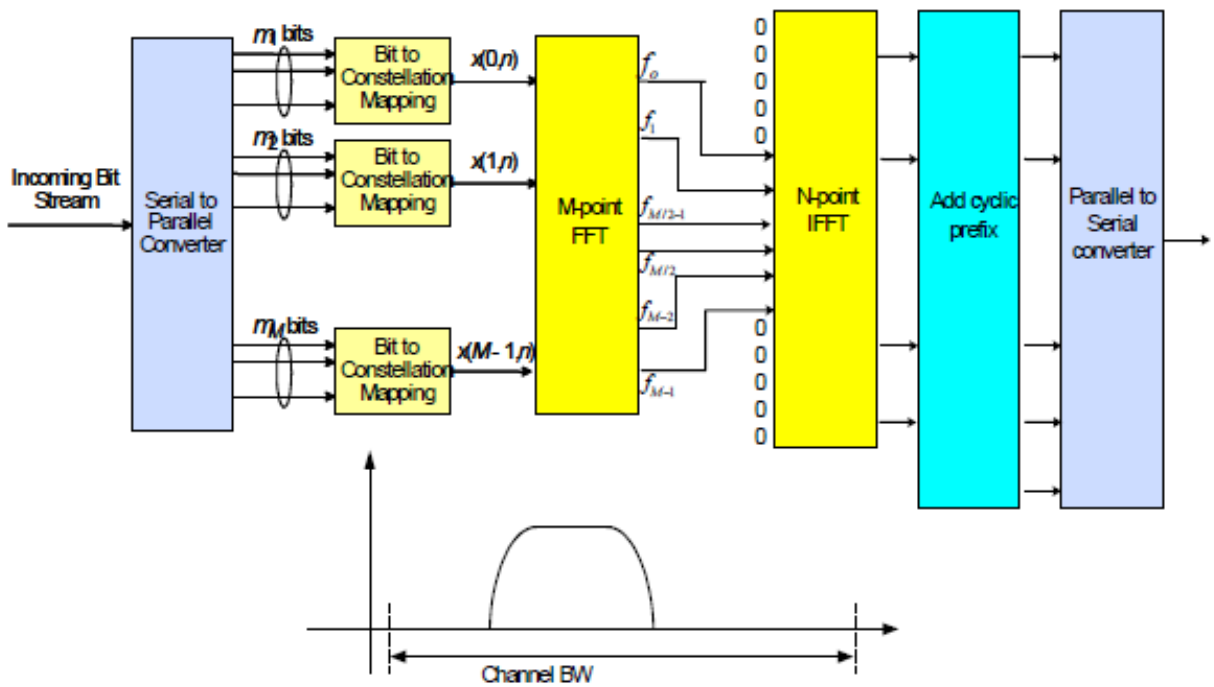 Incoming Bit
Stream
Serial to
Parallel
Converter
m1 bits
m2 bits
mM bits
Bit to
Constellation
Mapping
Bit to
Constellation
Mapping
Bit to
Constellation
Mapping
x(0,n)
x(1,n)
x(M- 1,n)
M-point
FFT
fo
f1
fM/2-1
fM/2
fM-2
fM-1
0
0
0
0
0
0
0
0
0
0
N-point
IFFT
Add cyclic
prefix
Parallel to
Serial
converter
Channel BW